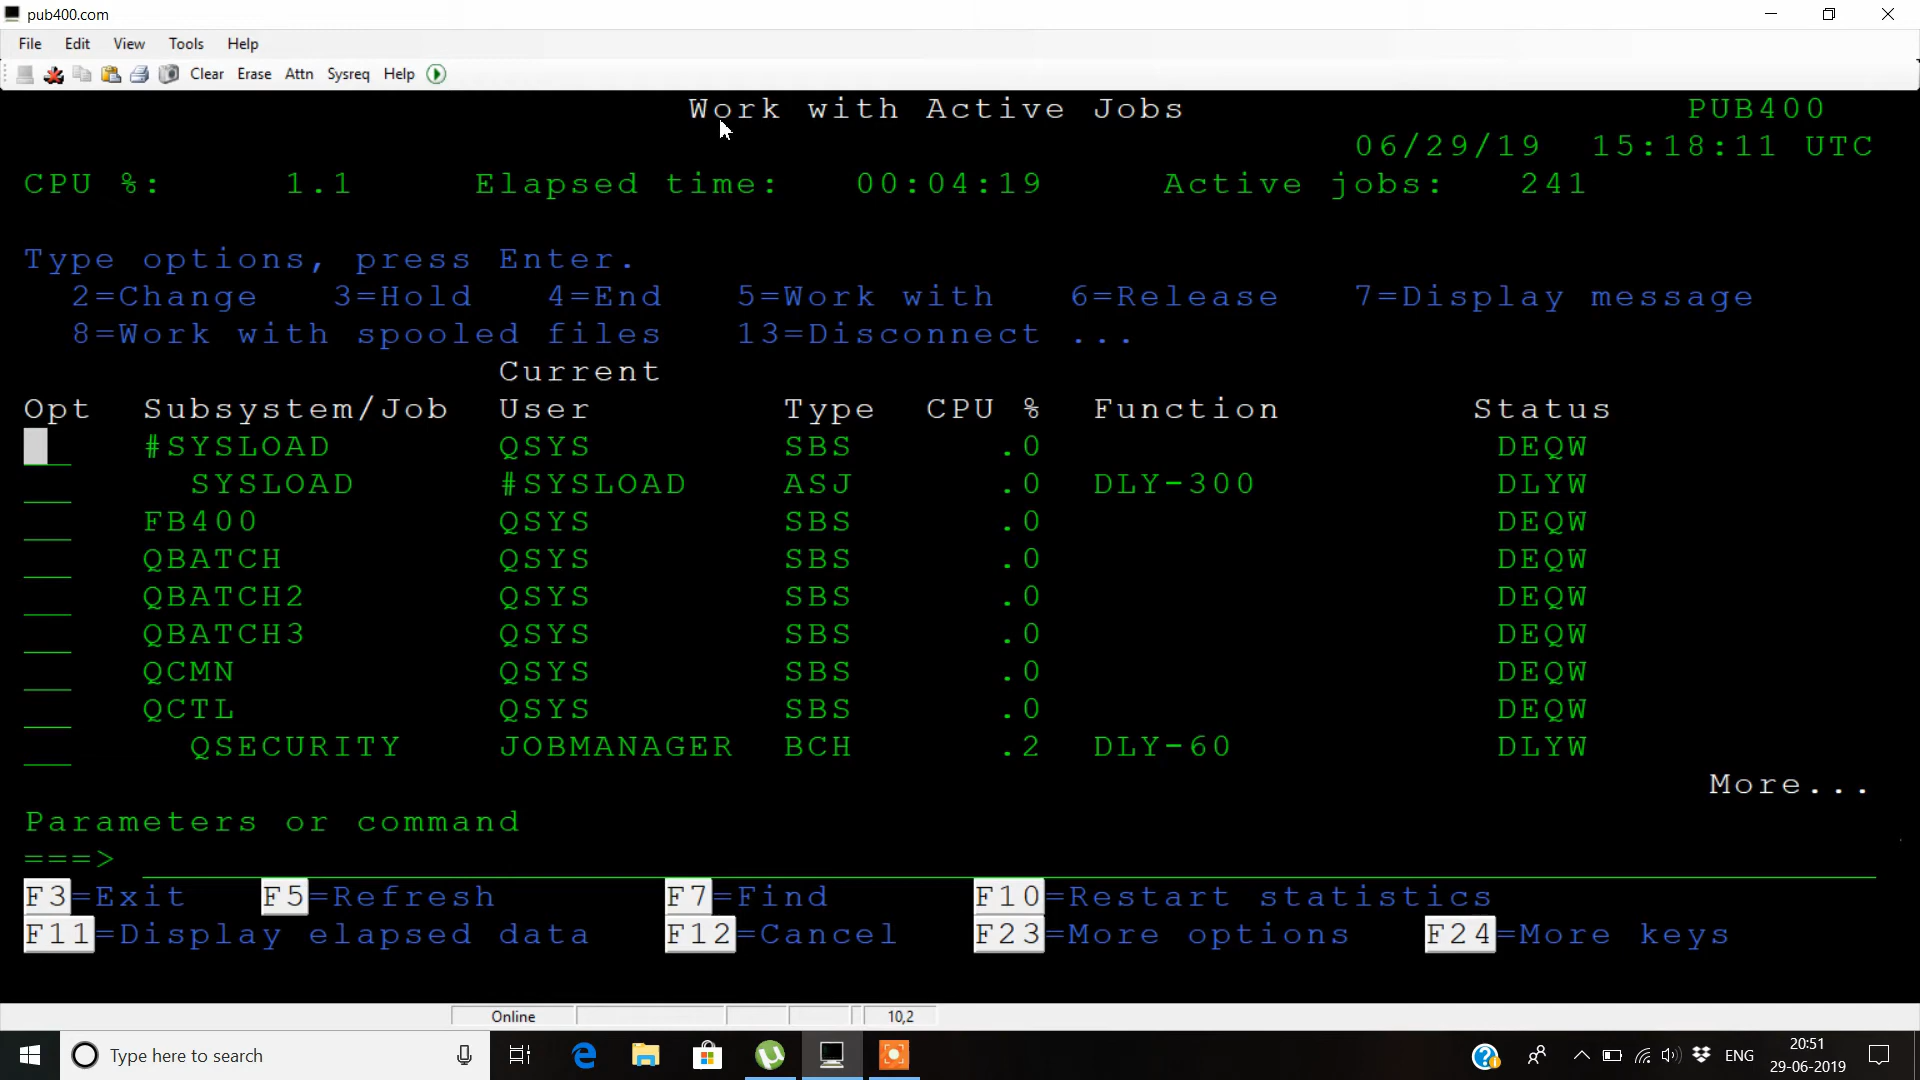 pub400.com
File Edit View Tools Help
Clear Erase Attn Sysreq Help
Work with Active Jobs PUB400
06/29/19 15:18:11 UTC
CPU %: 1.1 Elapsed time: 00:04:19 Active jobs: 241
Type options, press Enter.
2=Change 3=Hold 4=End 5=Work with 6=Release 7=Display message
8=Work with spooled files 13=Disconnect ...
Current
Opt Subsystem/Job User Type CPU % Function Status
#SYSLOAD QSYS SBS .0 DEQW
SYSLOAD #SYSLOAD ASJ .0 DLY-300 DLYW
FB400 QSYS SBS .0 DEQW
QBATCH QSYS SBS .0 DEQW
QBATCH2 QSYS SBS .0 DEQW
QBATCH3 QSYS SBS .0 DEQW
QCMN QSYS SBS .0 DEQW
QCTL QSYS SBS .0 DEQW
QSECURITY JOBMANAGER BCH .2 DLY-60 DLYW
More...
Parameters or command
===>
F3=Exit F5=Refresh F7=Find F10=Restart statistics
F11=Display elapsed data F12=Cancel F23=More options F24=More keys
Online 10,2
Type here to search ENG 20:51
29-06-2019